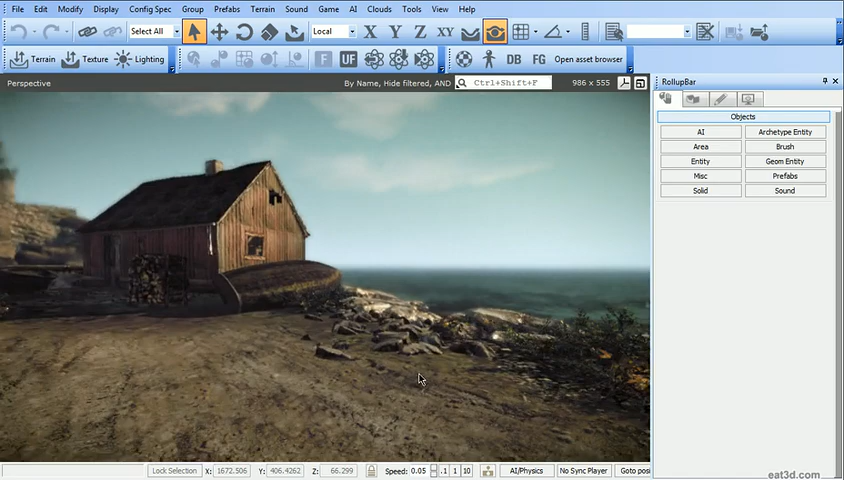 File Edit Modify Display Config Spec Group Prefabs Terrain Sound Game AI Clouds Tools View Help
Select All X Y Z XY Local
Terrain Texture Lighting F UF DB FG Open asset browser
Perspective By Name, Hide filtered, AND Ctrl+Shift+F 986 x 555 RollupBar
Objects
AI Archetype Entity
Area Brush
Entity Geom Entity
Misc Prefabs
Solid Sound
Lock Selection X: 1672.506 Y: 406.4262 Z: 66.299 Speed: 0.05 .1 1 10 AI/Physics No Sync Player Goto posi
eat3d.com